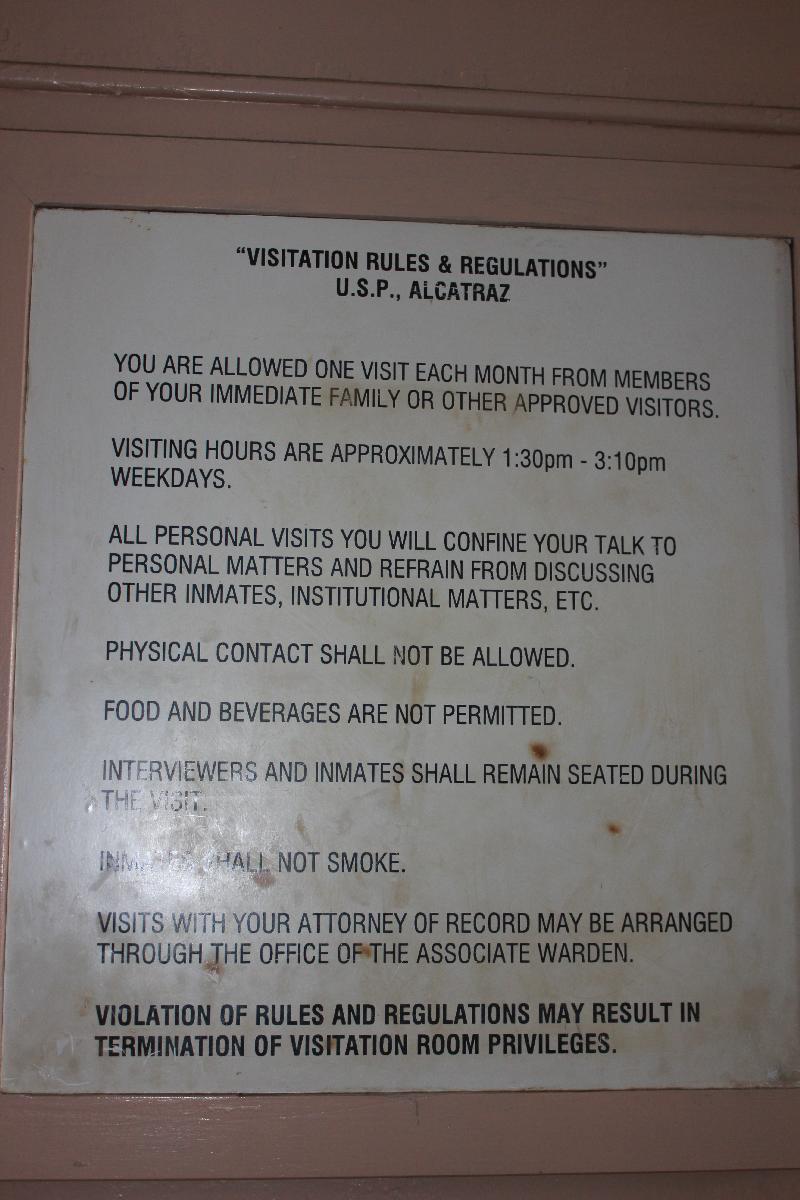 “VISITATION RULES & REGULATIONS”
U.S.P., ALCATRAZ
YOU ARE ALLOWED ONE VISIT EACH MONTH FROM MEMBERS
OF YOUR IMMEDIATE FAMILY OR OTHER APPROVED VISITORS.
VISITING HOURS ARE APPROXIMATELY 1:30pm - 3:10pm
WEEKDAYS.
ALL PERSONAL VISITS YOU WILL CONFINE YOUR TALK TO
PERSONAL MATTERS AND REFRAIN FROM DISCUSSING
OTHER INMATES, INSTITUTIONAL MATTERS, ETC.
PHYSICAL CONTACT SHALL NOT BE ALLOWED.
FOOD AND BEVERAGES ARE NOT PERMITTED.
INTERVIEWERS AND INMATES SHALL REMAIN SEATED DURING
THE VISIT.
INMATES SHALL NOT SMOKE.
VISITS WITH YOUR ATTORNEY OF RECORD MAY BE ARRANGED
THROUGH THE OFFICE OF THE ASSOCIATE WARDEN.
VIOLATION OF RULES AND REGULATIONS MAY RESULT IN
TERMINATION OF VISITATION ROOM PRIVILEGES.